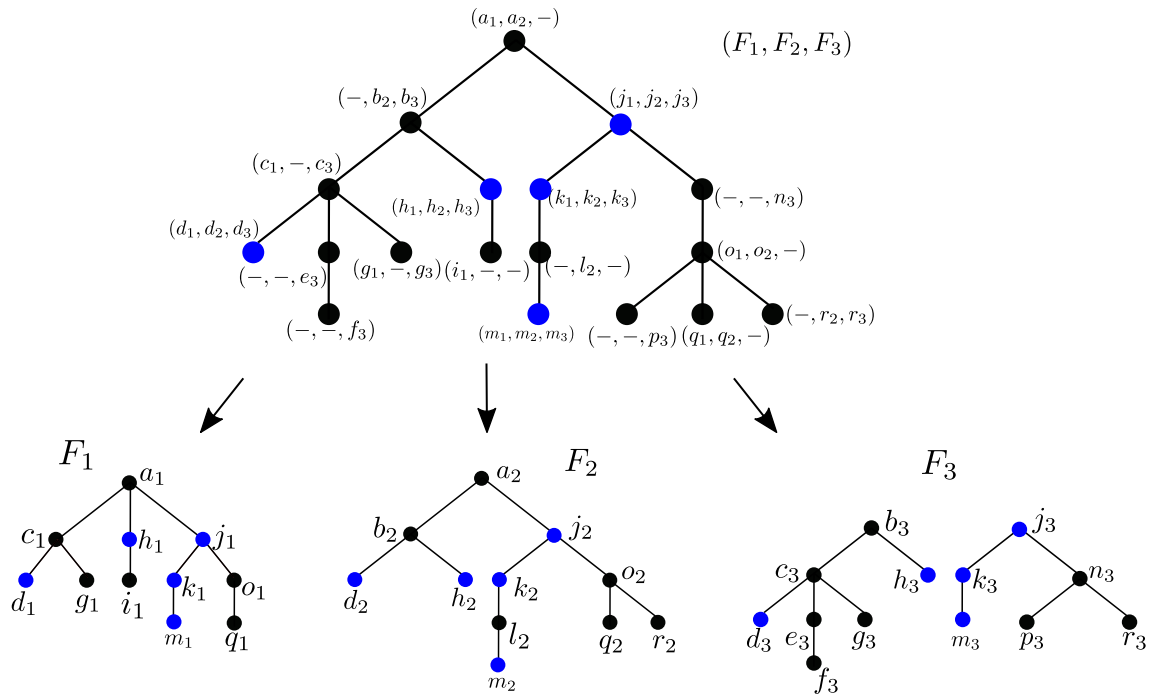 (a₁, a₂, −)
(F₁, F₂, F₃)
(−, b₂, b₃)
(j₁, j₂, j₃)
(c₁, −, c₃)
(h₁, h₂, h₃)
(k₁, k₂, k₃)
(−, −, n₃)
(d₁, d₂, d₃)
(−, −, e₃)
(g₁, −, g₃)
(i₁, −, −)
(−, l₂, −)
(o₁, o₂, −)
(−, −, f₃)
(m₁, m₂, m₃)
(−, −, p₃)
(q₁, q₂, −)
(−, r₂, r₃)
F₁
a₁
c₁
h₁
j₁
d₁
g₁
i₁
k₁
o₁
m₁
q₁
F₂
a₂
b₂
j₂
d₂
h₂
k₂
o₂
l₂
q₂
r₂
m₂
F₃
b₃
j₃
c₃
h₃
k₃
n₃
d₃
e₃
g₃
m₃
p₃
r₃
f₃